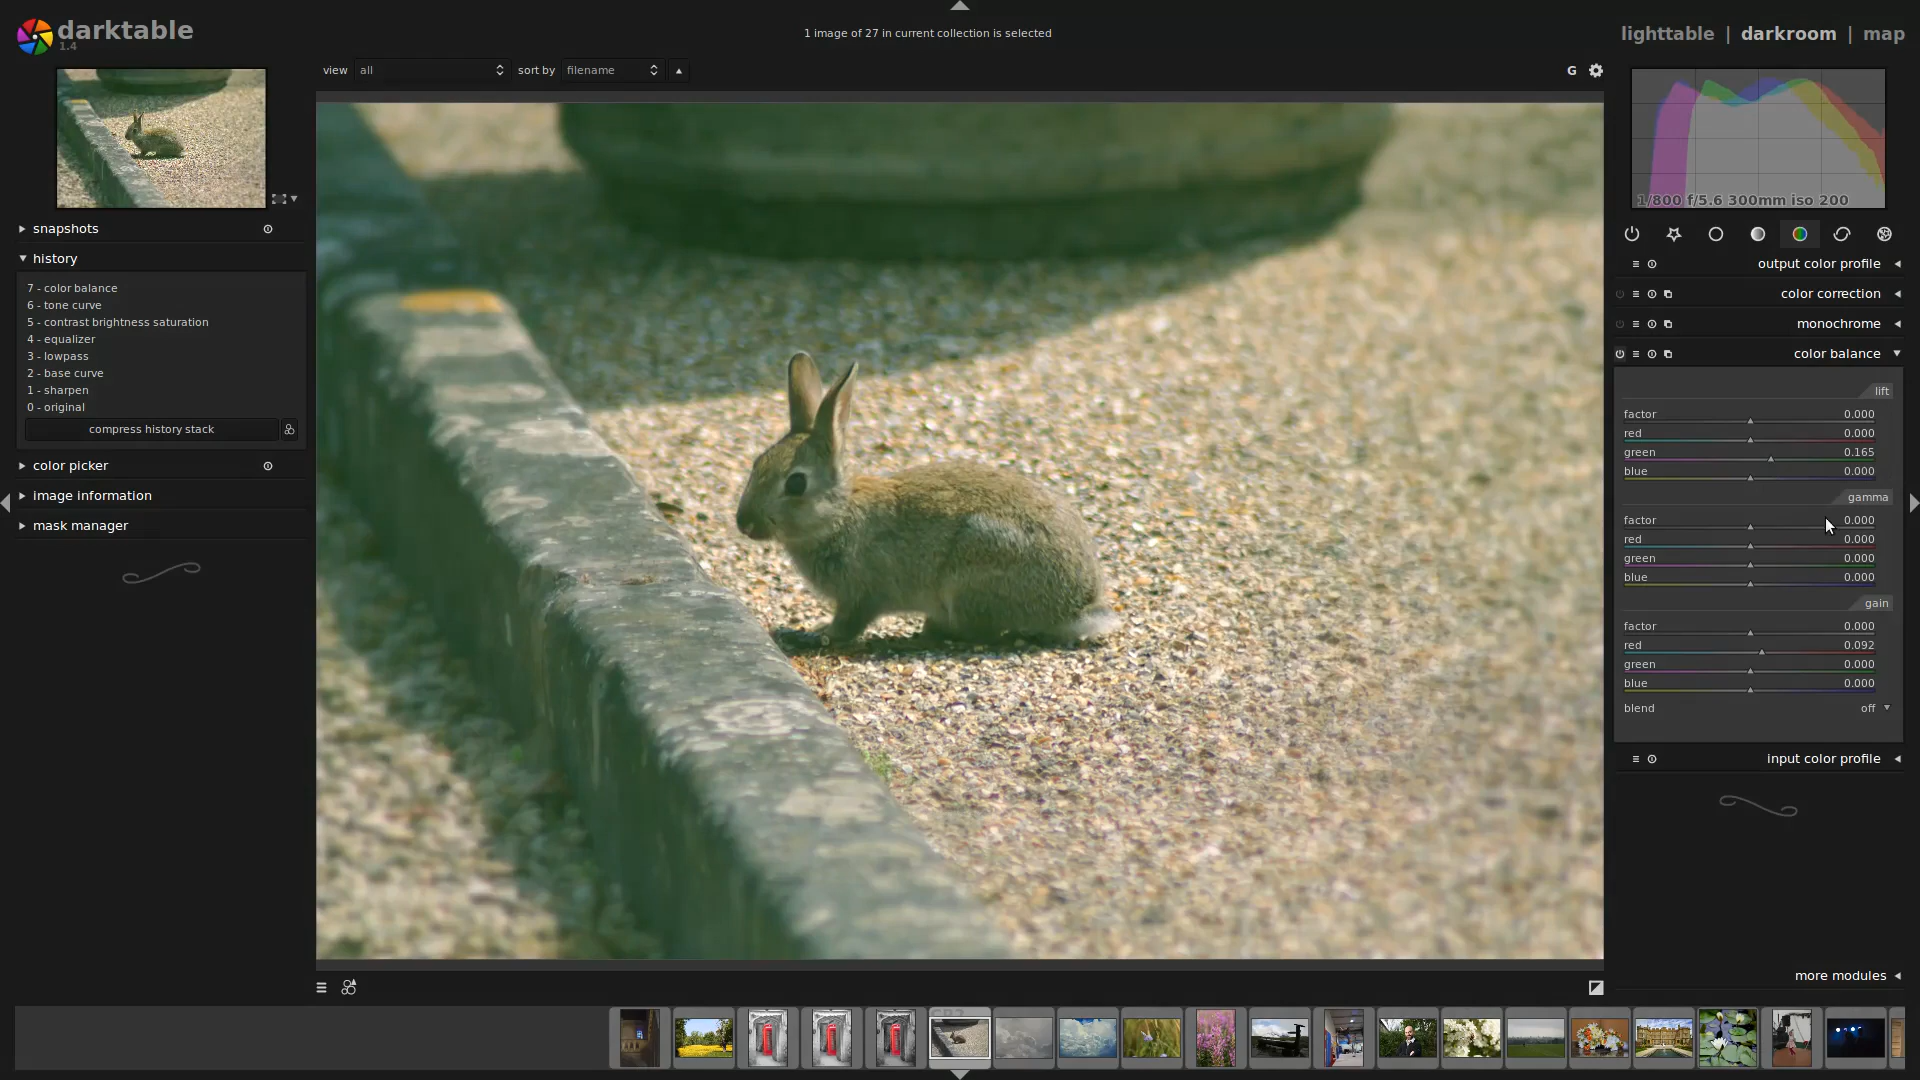 darktable
1.4
1 image of 27 in current collection is selected
lighttable | darkroom | map
view all sort by filename
G
1/800 f/5.6 300mm iso 200
snapshots
history
7 - color balance
6 - tone curve
5 - contrast brightness saturation
4 - equalizer
3 - lowpass
2 - base curve
1 - sharpen
0 - original
compress history stack
color picker
image information
mask manager
output color profile
color correction
monochrome
color balance
lift
factor 0.000
red 0.000
green 0.165
blue 0.000
gamma
factor 0.000
red 0.000
green 0.000
blue 0.000
gain
factor 0.000
red 0.092
green 0.000
blue 0.000
blend off
input color profile
more modules
CR2